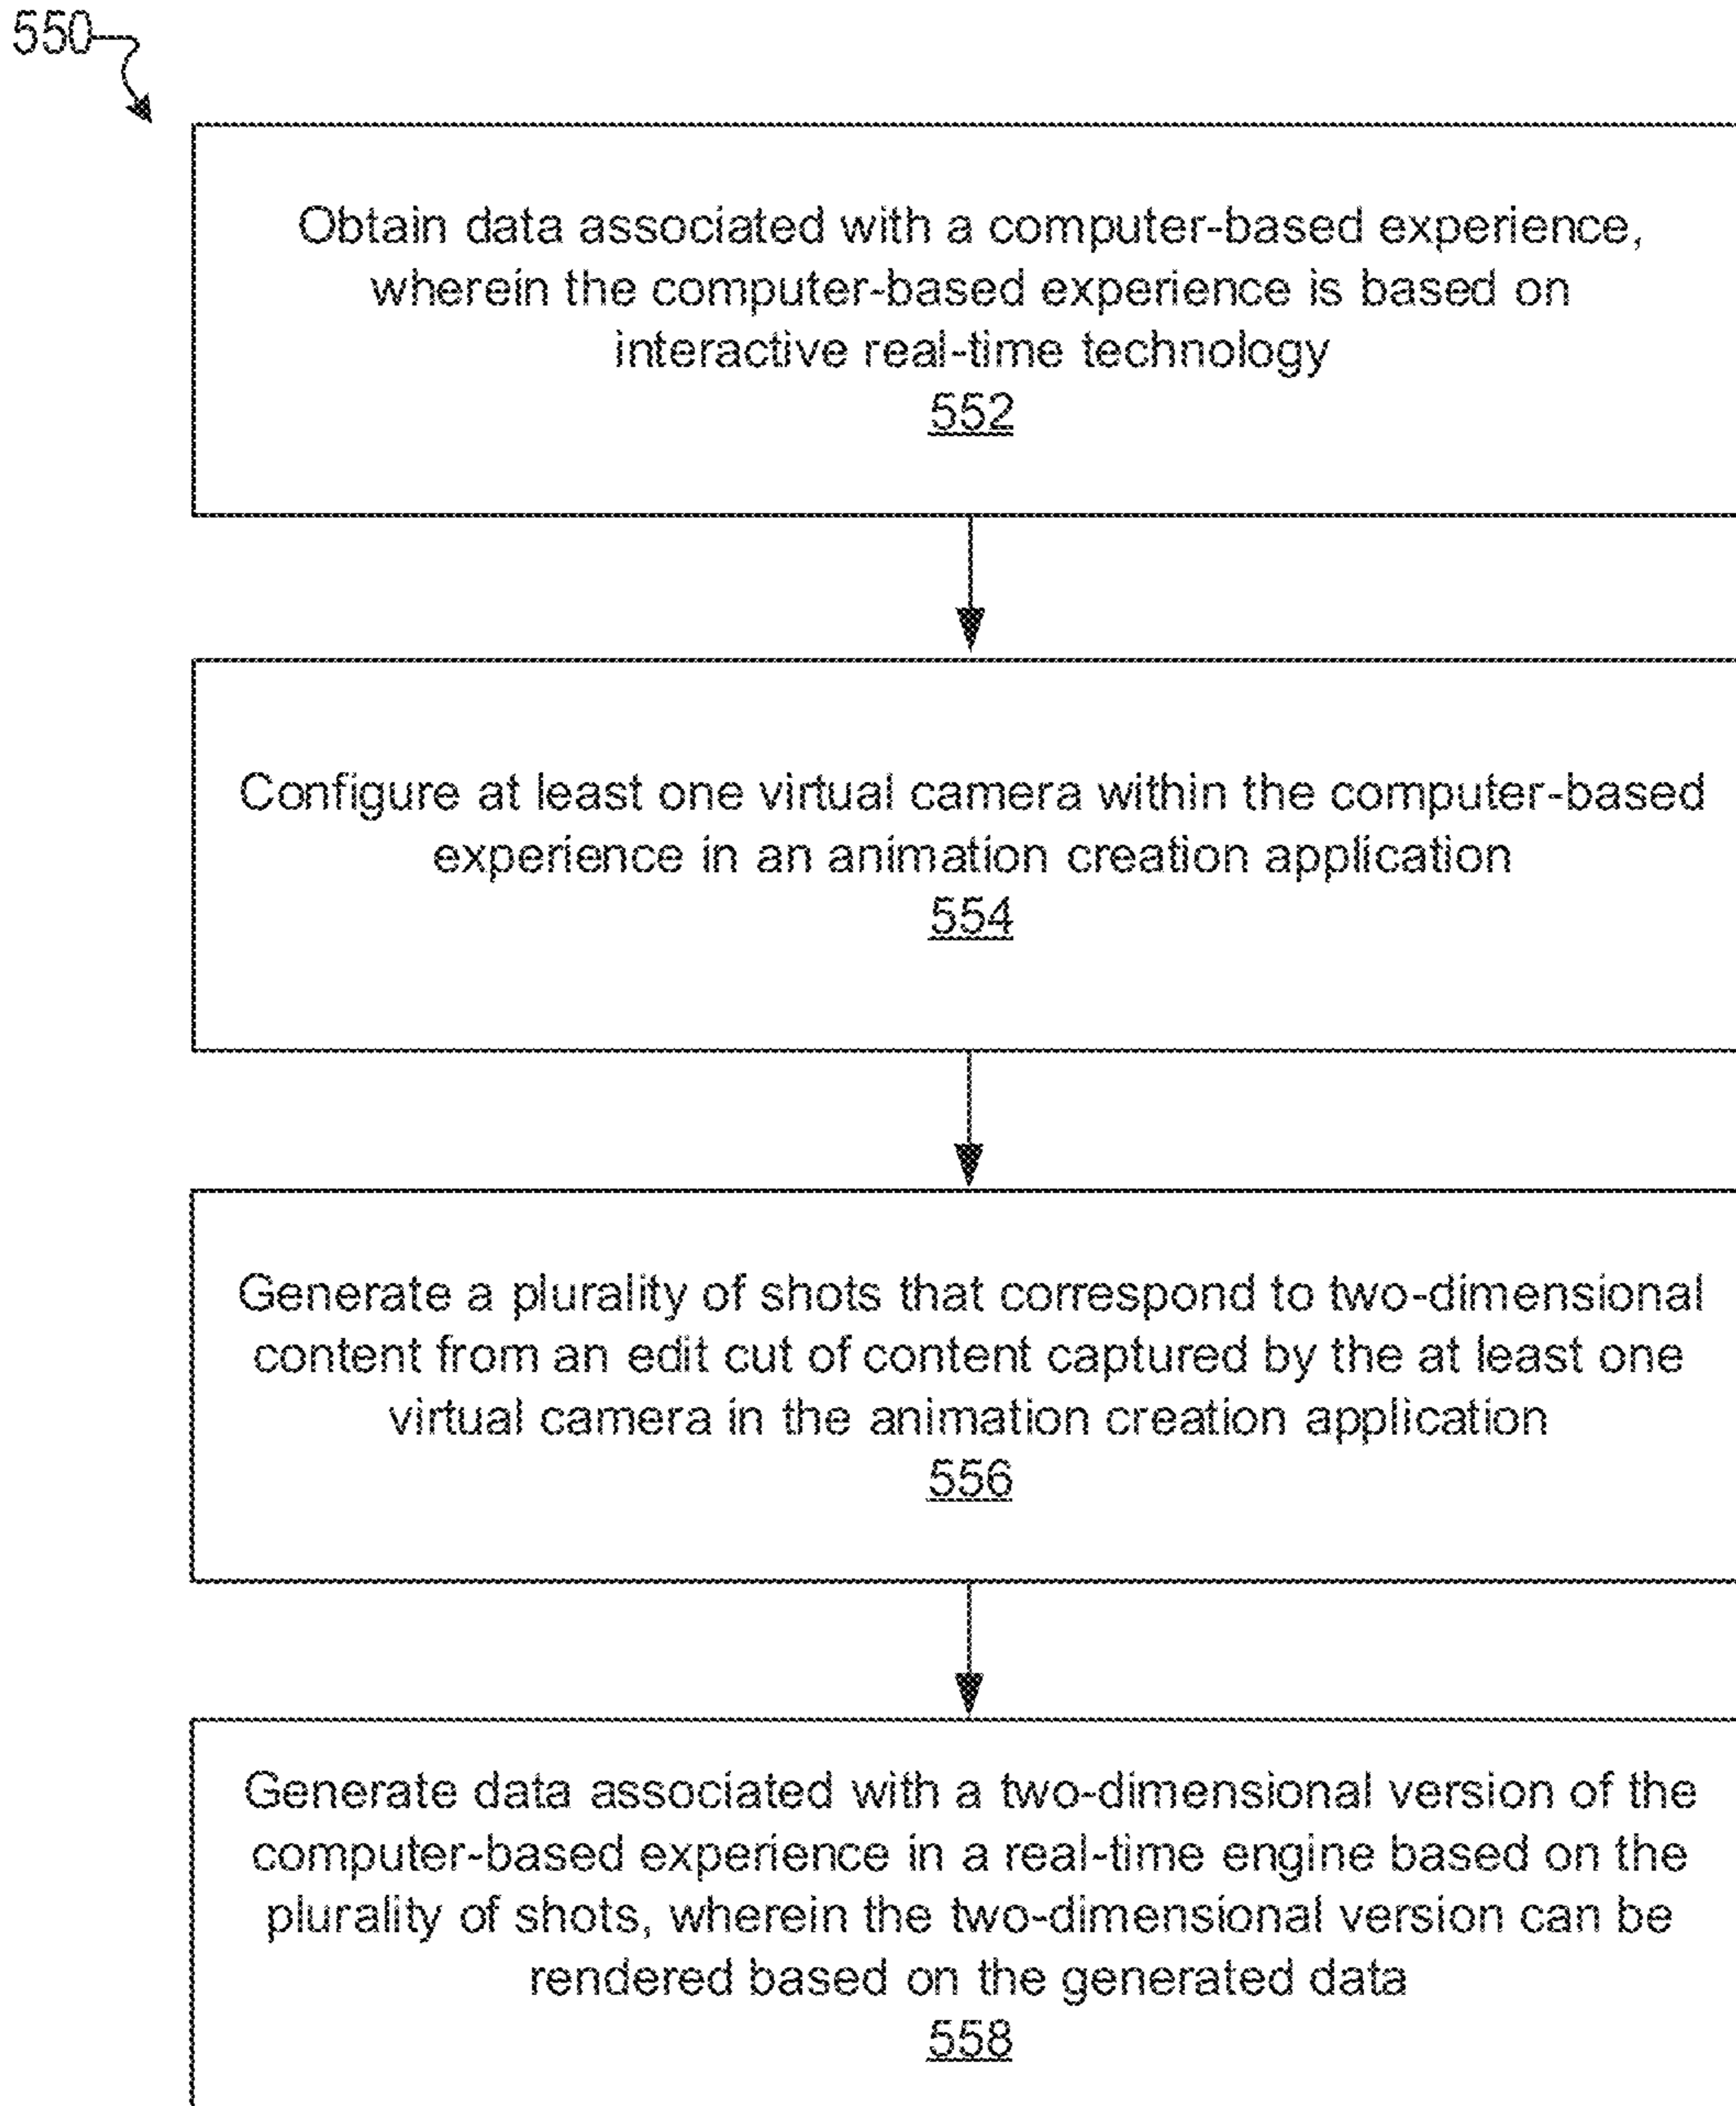 550
Obtain data associated with a computer-based experience,
wherein the computer-based experience is based on
interactive real-time technology
552
Configure at least one virtual camera within the computer-based
experience in an animation creation application
554
Generate a plurality of shots that correspond to two-dimensional
content from an edit cut of content captured by the at least one
virtual camera in the animation creation application
556
Generate data associated with a two-dimensional version of the
computer-based experience in a real-time engine based on the
plurality of shots, wherein the two-dimensional version can be
rendered based on the generated data
558